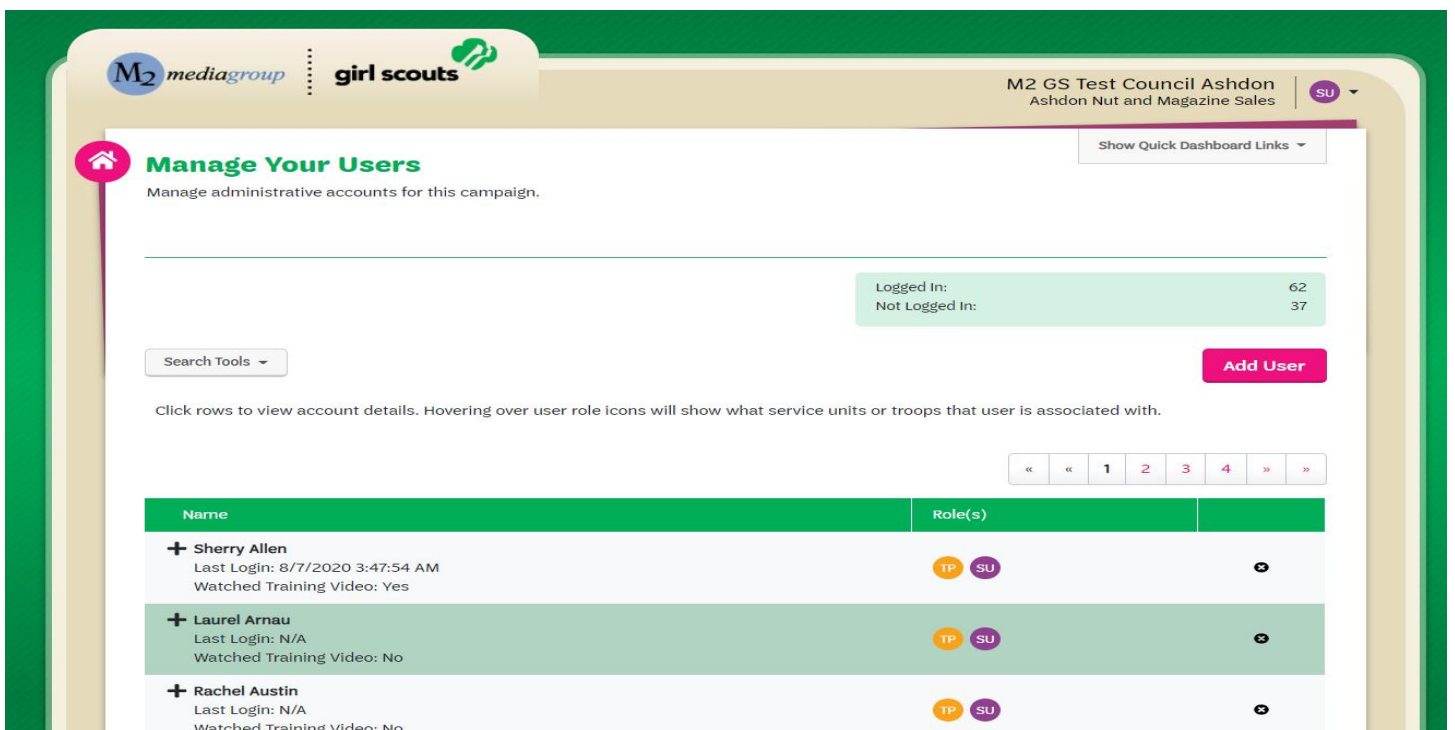 M2 mediagroup
girl scouts
M2 GS Test Council Ashdon
Ashdon Nut and Magazine Sales
SU
Show Quick Dashboard Links
Manage Your Users
Manage administrative accounts for this campaign.
Logged In: 62
Not Logged In: 37
Search Tools
Add User
Click rows to view account details. Hovering over user role icons will show what service units or troops that user is associated with.
« « 1 2 3 4 » »
Name Role(s)
Sherry Allen
Last Login: 8/7/2020 3:47:54 AM
Watched Training Video: Yes
TP SU
Laurel Arnau
Last Login: N/A
Watched Training Video: No
TP SU
Rachel Austin
Last Login: N/A
Watched Training Video: No
TP SU